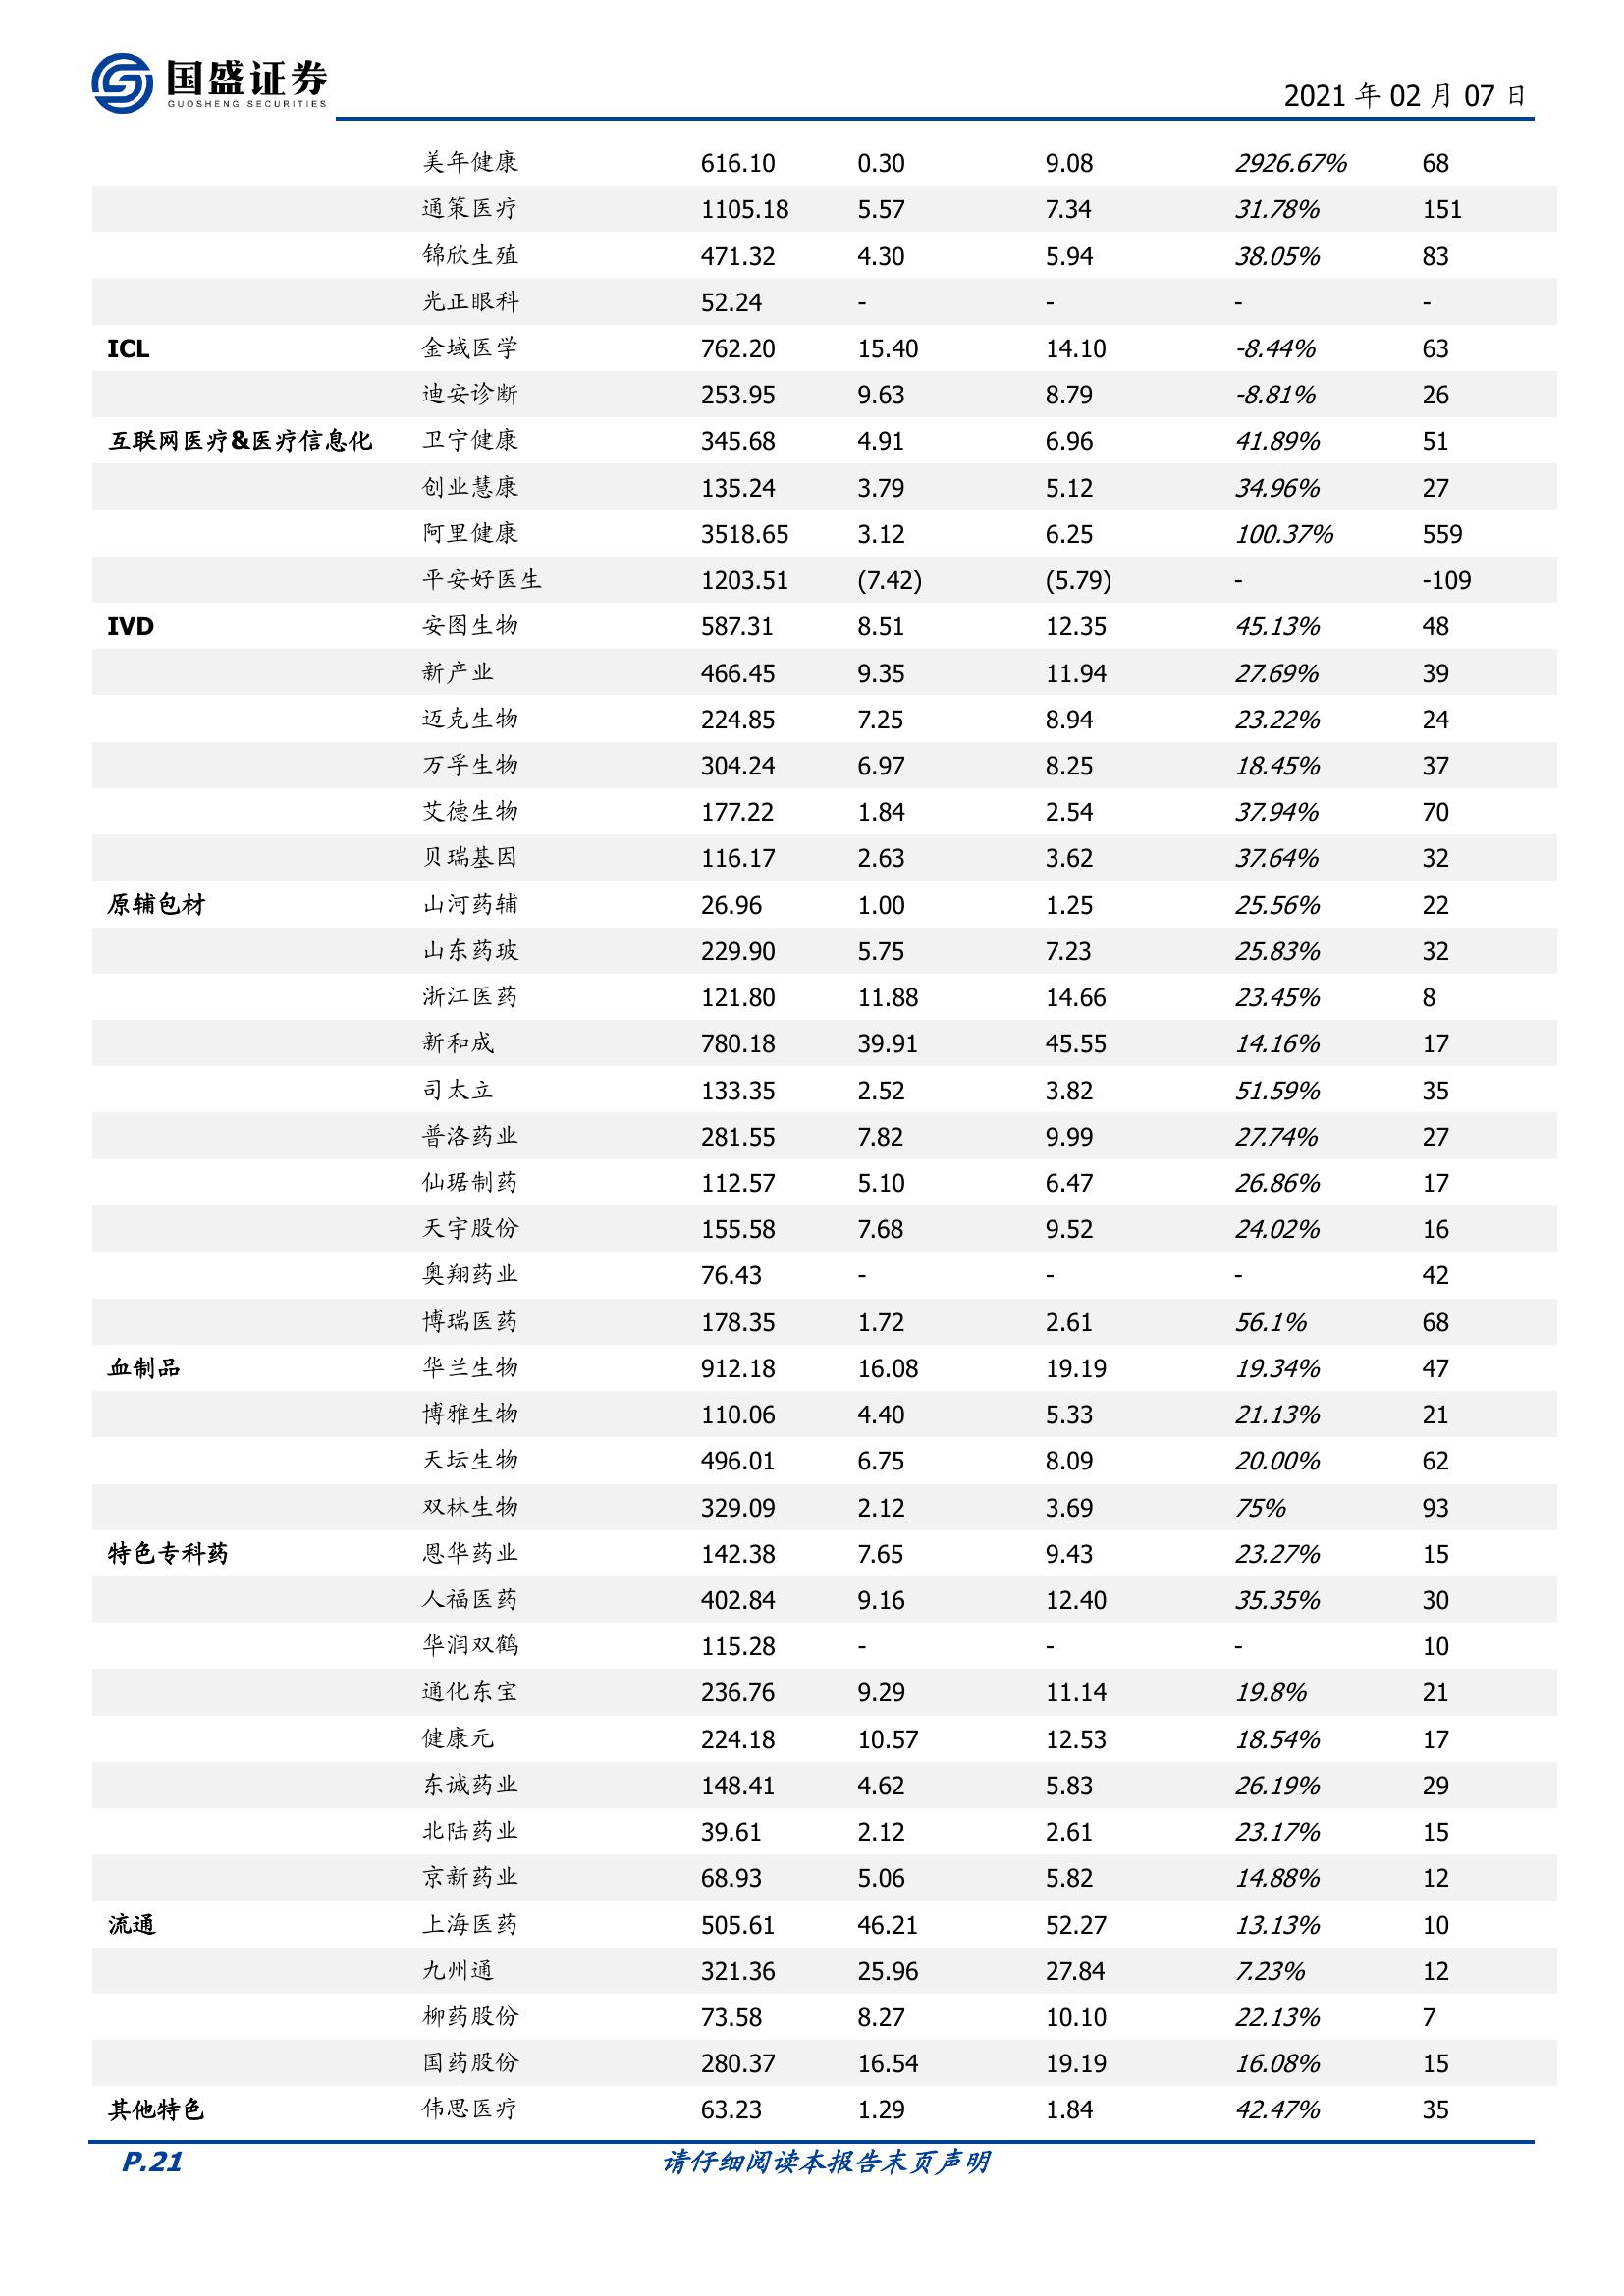 国盛证券
GUOSHENG SECURITIES
2021 年 02 月 07 日
美年健康 616.10 0.30 9.08 2926.67% 68
通策医疗 1105.18 5.57 7.34 31.78% 151
锦欣生殖 471.32 4.30 5.94 38.05% 83
光正眼科 52.24 - - - -
ICL 金域医学 762.20 15.40 14.10 -8.44% 63
迪安诊断 253.95 9.63 8.79 -8.81% 26
互联网医疗&医疗信息化 卫宁健康 345.68 4.91 6.96 41.89% 51
创业慧康 135.24 3.79 5.12 34.96% 27
阿里健康 3518.65 3.12 6.25 100.37% 559
平安好医生 1203.51 (7.42) (5.79) - -109
IVD 安图生物 587.31 8.51 12.35 45.13% 48
新产业 466.45 9.35 11.94 27.69% 39
迈克生物 224.85 7.25 8.94 23.22% 24
万孚生物 304.24 6.97 8.25 18.45% 37
艾德生物 177.22 1.84 2.54 37.94% 70
贝瑞基因 116.17 2.63 3.62 37.64% 32
原辅包材 山河药辅 26.96 1.00 1.25 25.56% 22
山东药玻 229.90 5.75 7.23 25.83% 32
浙江医药 121.80 11.88 14.66 23.45% 8
新和成 780.18 39.91 45.55 14.16% 17
司太立 133.35 2.52 3.82 51.59% 35
普洛药业 281.55 7.82 9.99 27.74% 27
仙琚制药 112.57 5.10 6.47 26.86% 17
天宇股份 155.58 7.68 9.52 24.02% 16
奥翔药业 76.43 - - - 42
博瑞医药 178.35 1.72 2.61 56.1% 68
血制品 华兰生物 912.18 16.08 19.19 19.34% 47
博雅生物 110.06 4.40 5.33 21.13% 21
天坛生物 496.01 6.75 8.09 20.00% 62
双林生物 329.09 2.12 3.69 75% 93
特色专科药 恩华药业 142.38 7.65 9.43 23.27% 15
人福医药 402.84 9.16 12.40 35.35% 30
华润双鹤 115.28 - - - 10
通化东宝 236.76 9.29 11.14 19.8% 21
健康元 224.18 10.57 12.53 18.54% 17
东诚药业 148.41 4.62 5.83 26.19% 29
北陆药业 39.61 2.12 2.61 23.17% 15
京新药业 68.93 5.06 5.82 14.88% 12
流通 上海医药 505.61 46.21 52.27 13.13% 10
九州通 321.36 25.96 27.84 7.23% 12
柳药股份 73.58 8.27 10.10 22.13% 7
国药股份 280.37 16.54 19.19 16.08% 15
其他特色 伟思医疗 63.23 1.29 1.84 42.47% 35
P.21 请仔细阅读本报告末页声明